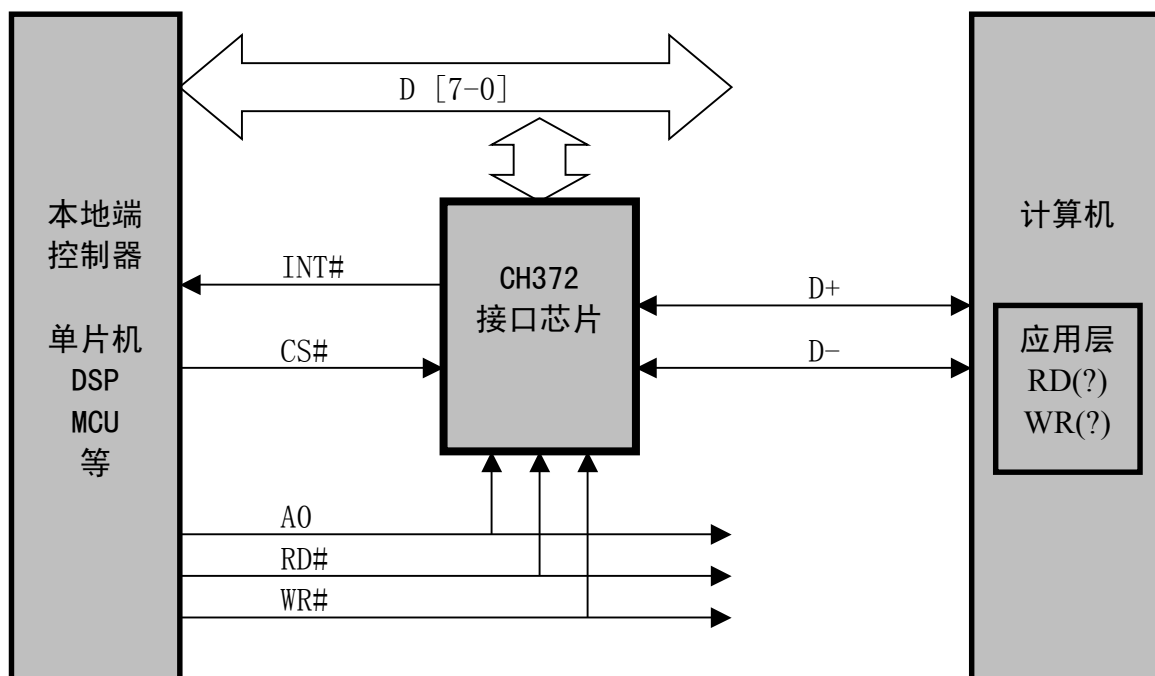 D [7-0]
本地端
控制器
单片机
DSP
MCU
等
INT#
CS#
CH372
接口芯片
D+
D-
计算机
应用层
RD(?)
WR(?)
A0
RD#
WR#